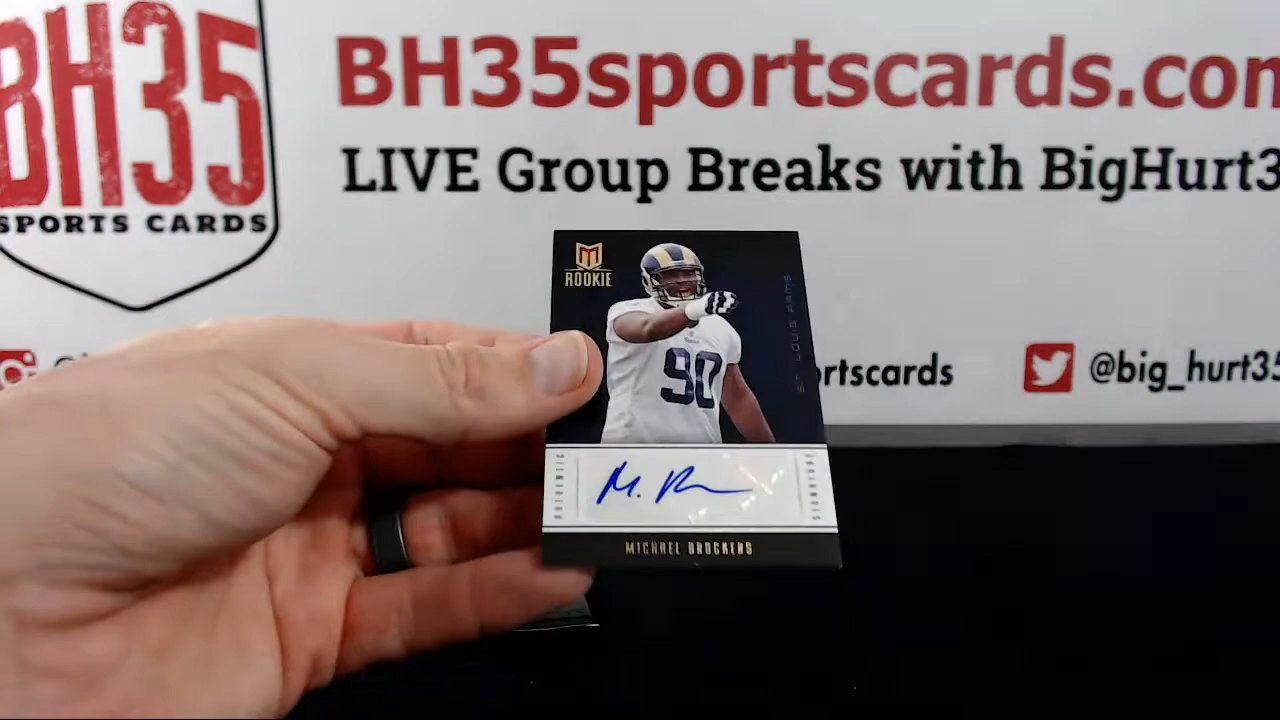 BH35
SPORTS CARDS
BH35sportscards.com
LIVE Group Breaks with BigHurt3
rtscards
@big_hurt35
ROOKIE
ST LOUIS RAMS
90
AUTHENTIC
SIGNATURE
M. B
MICHAEL BROCKERS